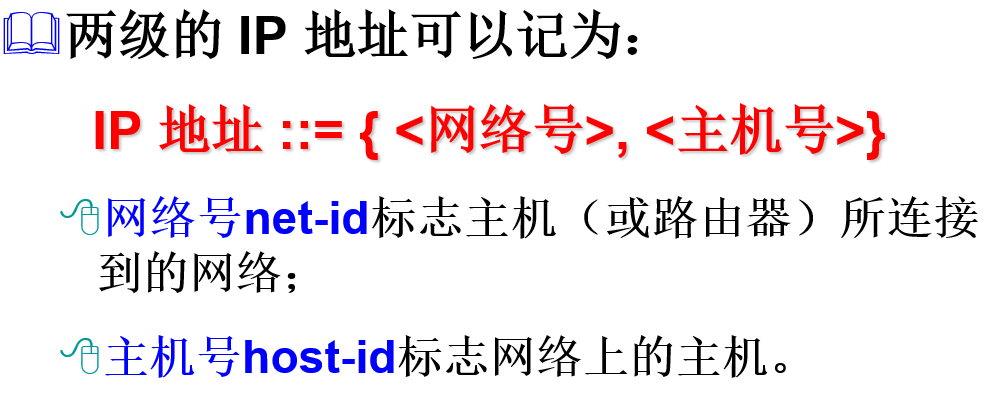 两级的 IP 地址可以记为：
IP 地址 ::= { <网络号>, <主机号>}
网络号net-id标志主机（或路由器）所连接
到的网络；
主机号host-id标志网络上的主机。